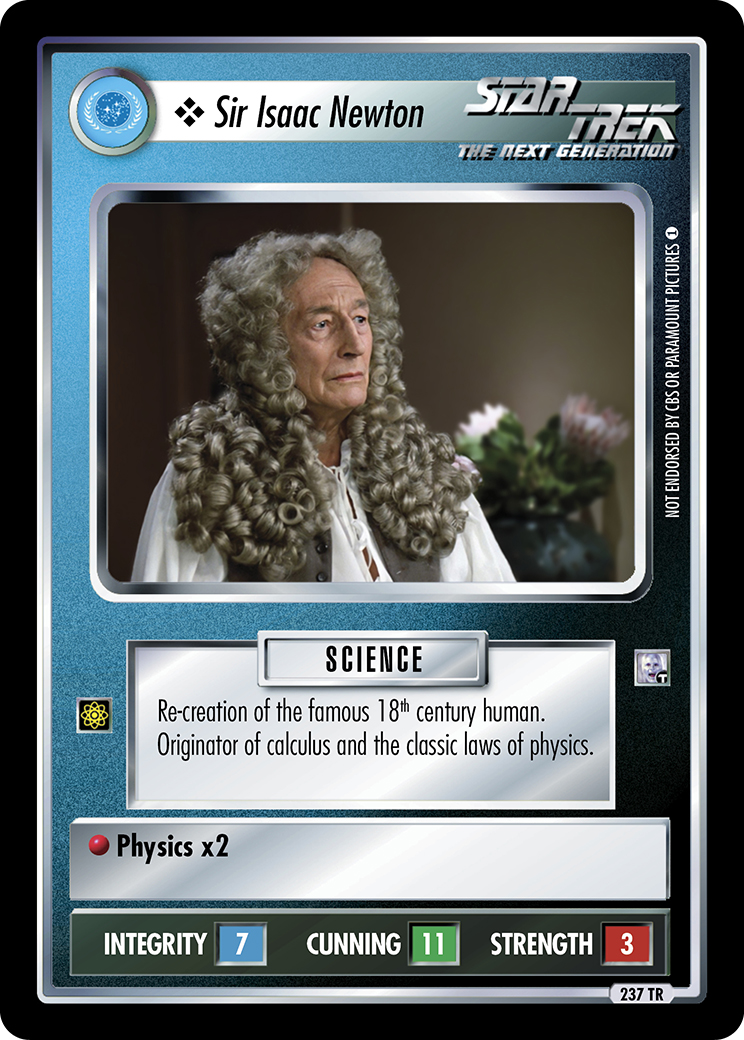 ❖ Sir Isaac Newton
STAR TREK
THE NEXT GENERATION
NOT ENDORSED BY CBS OR PARAMOUNT PICTURES 1
SCIENCE
T
Re-creation of the famous 18th century human.
Originator of calculus and the classic laws of physics.
Physics x2
INTEGRITY 7 CUNNING 11 STRENGTH 3
237 TR